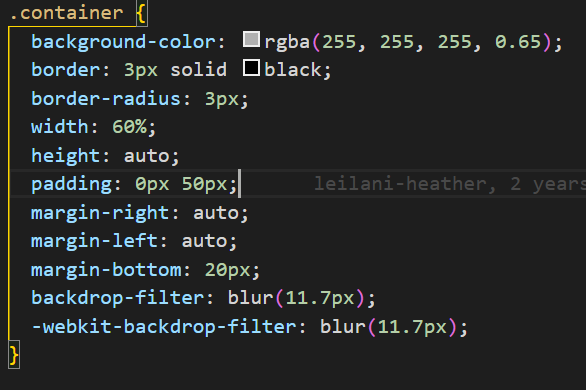 .container {
background-color: rgba(255, 255, 255, 0.65);
border: 3px solid black;
border-radius: 3px;
width: 60%;
height: auto;
padding: 0px 50px; leilani-heather, 2 years
margin-right: auto;
margin-left: auto;
margin-bottom: 20px;
backdrop-filter: blur(11.7px);
-webkit-backdrop-filter: blur(11.7px);
}